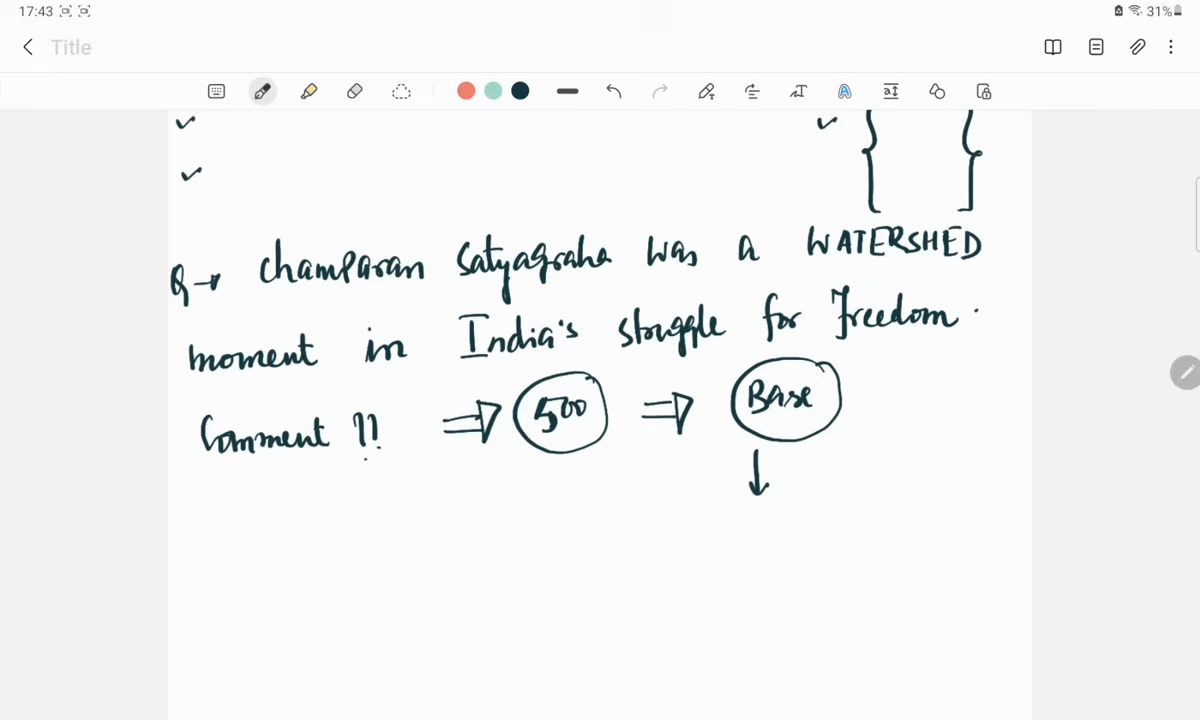 17:43 31%
Title
Q→ Champaran Satyagraha was a WATERSHED
moment in India's struggle for Freedom.
Comment !! ⇒ 500 ⇒ Base
↓